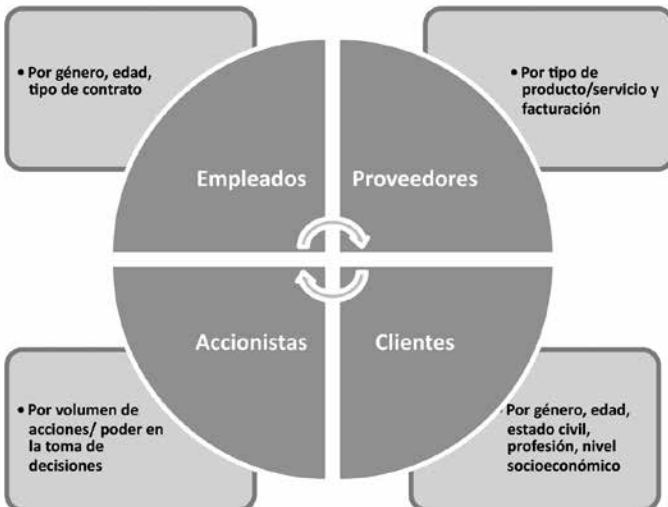 • Por género, edad,
tipo de contrato
• Por tipo de
producto/servicio y
facturación
Empleados
Proveedores
Accionistas
Clientes
• Por volumen de
acciones/ poder en
la toma de
decisiones
• Por género, edad,
estado civil,
profesión, nivel
socioeconómico